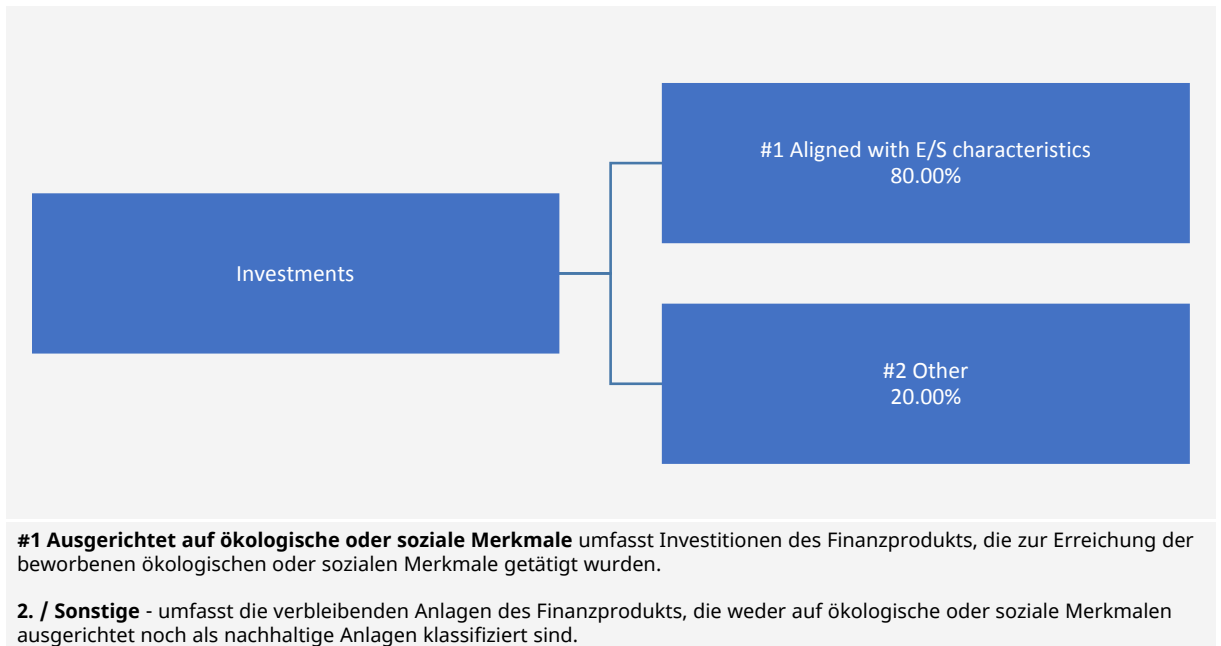 #1 Aligned with E/S characteristics
80.00%
Investments
#2 Other
20.00%
#1 Ausgerichtet auf ökologische oder soziale Merkmale umfasst Investitionen des Finanzprodukts, die zur Erreichung der
beworbenen ökologischen oder sozialen Merkmale getätigt wurden.
2. / Sonstige - umfasst die verbleibenden Anlagen des Finanzprodukts, die weder auf ökologische oder soziale Merkmalen
ausgerichtet noch als nachhaltige Anlagen klassifiziert sind.